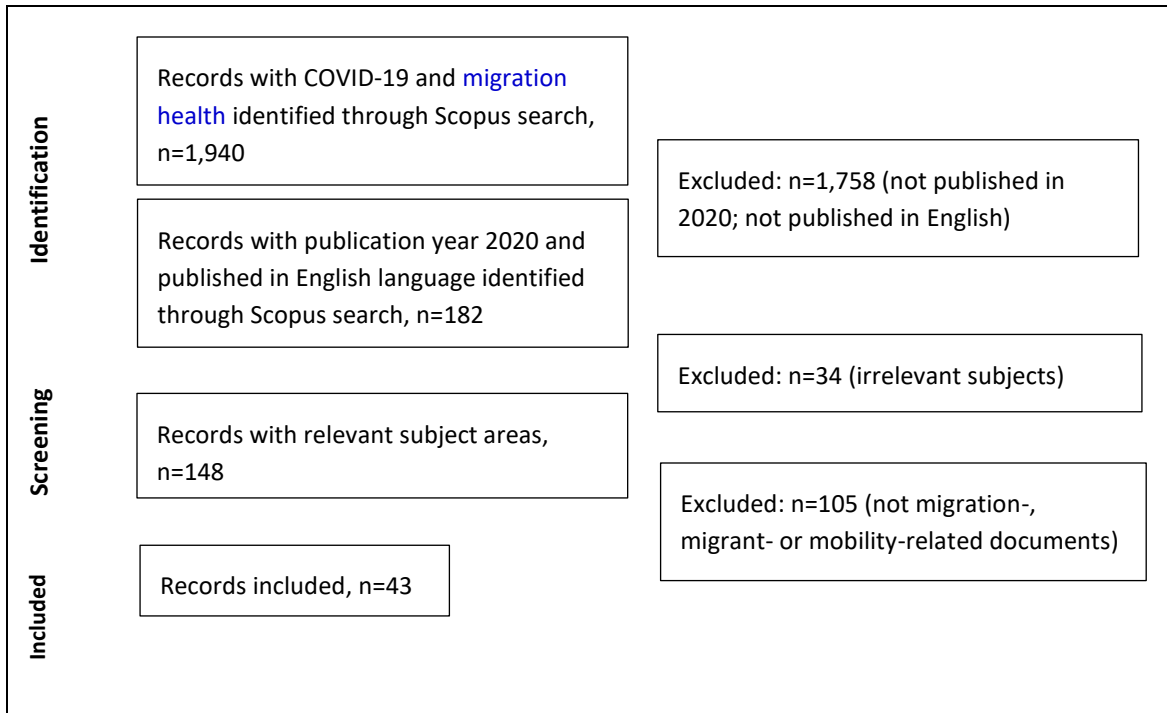 Identification
Records with COVID-19 and migration
health identified through Scopus search,
n=1,940
Excluded: n=1,758 (not published in
2020; not published in English)
Records with publication year 2020 and
published in English language identified
through Scopus search, n=182
Screening
Excluded: n=34 (irrelevant subjects)
Records with relevant subject areas,
n=148
Excluded: n=105 (not migration-,
migrant- or mobility-related documents)
Included
Records included, n=43